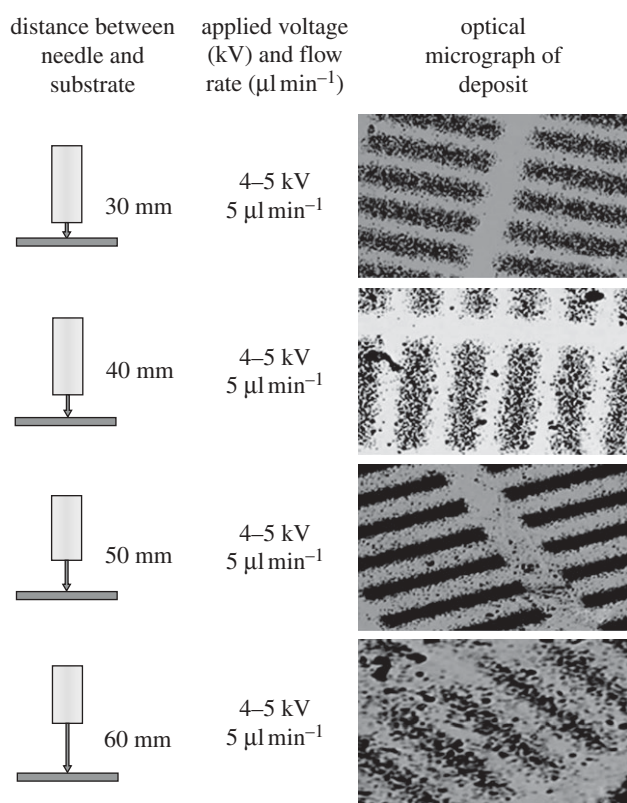 distance between
needle and
substrate
applied voltage
(kV) and flow
rate (µl min⁻¹)
optical
micrograph of
deposit
30 mm
4–5 kV
5 µl min⁻¹
40 mm
4–5 kV
5 µl min⁻¹
50 mm
4–5 kV
5 µl min⁻¹
60 mm
4–5 kV
5 µl min⁻¹